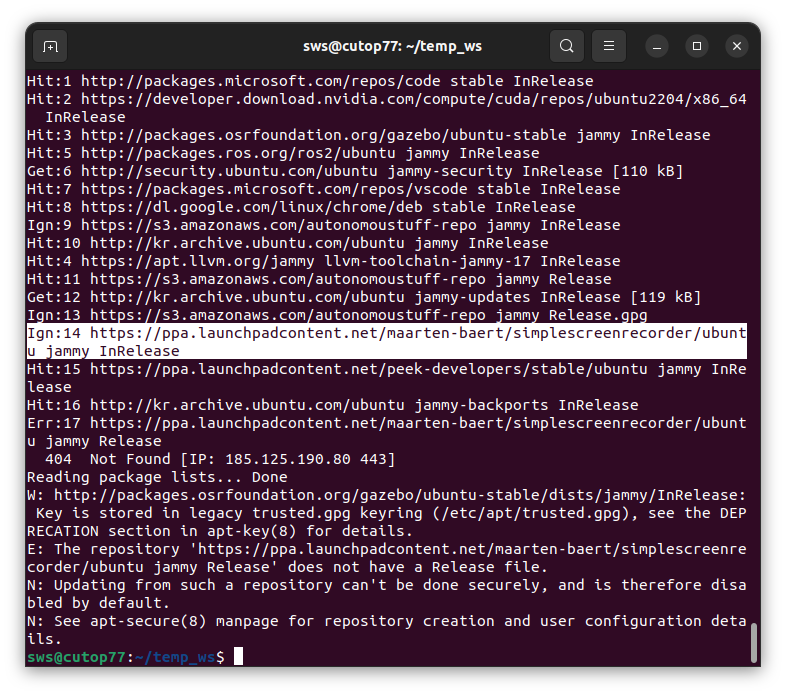 sws@cutop77: ~/temp_ws
Hit:1 http://packages.microsoft.com/repos/code stable InRelease
Hit:2 https://developer.download.nvidia.com/compute/cuda/repos/ubuntu2204/x86_64
  InRelease
Hit:3 http://packages.osrfoundation.org/gazebo/ubuntu-stable jammy InRelease
Hit:5 http://packages.ros.org/ros2/ubuntu jammy InRelease
Get:6 http://security.ubuntu.com/ubuntu jammy-security InRelease [110 kB]
Hit:7 https://packages.microsoft.com/repos/vscode stable InRelease
Hit:8 https://dl.google.com/linux/chrome/deb stable InRelease
Ign:9 https://s3.amazonaws.com/autonomoustuff-repo jammy InRelease
Hit:10 http://kr.archive.ubuntu.com/ubuntu jammy InRelease
Hit:4 https://apt.llvm.org/jammy llvm-toolchain-jammy-17 InRelease
Hit:11 https://s3.amazonaws.com/autonomoustuff-repo jammy Release
Get:12 http://kr.archive.ubuntu.com/ubuntu jammy-updates InRelease [119 kB]
Ign:13 https://s3.amazonaws.com/autonomoustuff-repo jammy Release.gpg
Ign:14 https://ppa.launchpadcontent.net/maarten-baert/simplescreenrecorder/ubunt
u jammy InRelease
Hit:15 https://ppa.launchpadcontent.net/peek-developers/stable/ubuntu jammy InRe
lease
Hit:16 http://kr.archive.ubuntu.com/ubuntu jammy-backports InRelease
Err:17 https://ppa.launchpadcontent.net/maarten-baert/simplescreenrecorder/ubunt
u jammy Release
  404  Not Found [IP: 185.125.190.80 443]
Reading package lists... Done
W: http://packages.osrfoundation.org/gazebo/ubuntu-stable/dists/jammy/InRelease:
 Key is stored in legacy trusted.gpg keyring (/etc/apt/trusted.gpg), see the DEP
RECATION section in apt-key(8) for details.
E: The repository 'https://ppa.launchpadcontent.net/maarten-baert/simplescreenre
corder/ubuntu jammy Release' does not have a Release file.
N: Updating from such a repository can't be done securely, and is therefore disa
bled by default.
N: See apt-secure(8) manpage for repository creation and user configuration deta
ils.
sws@cutop77:~/temp_ws$